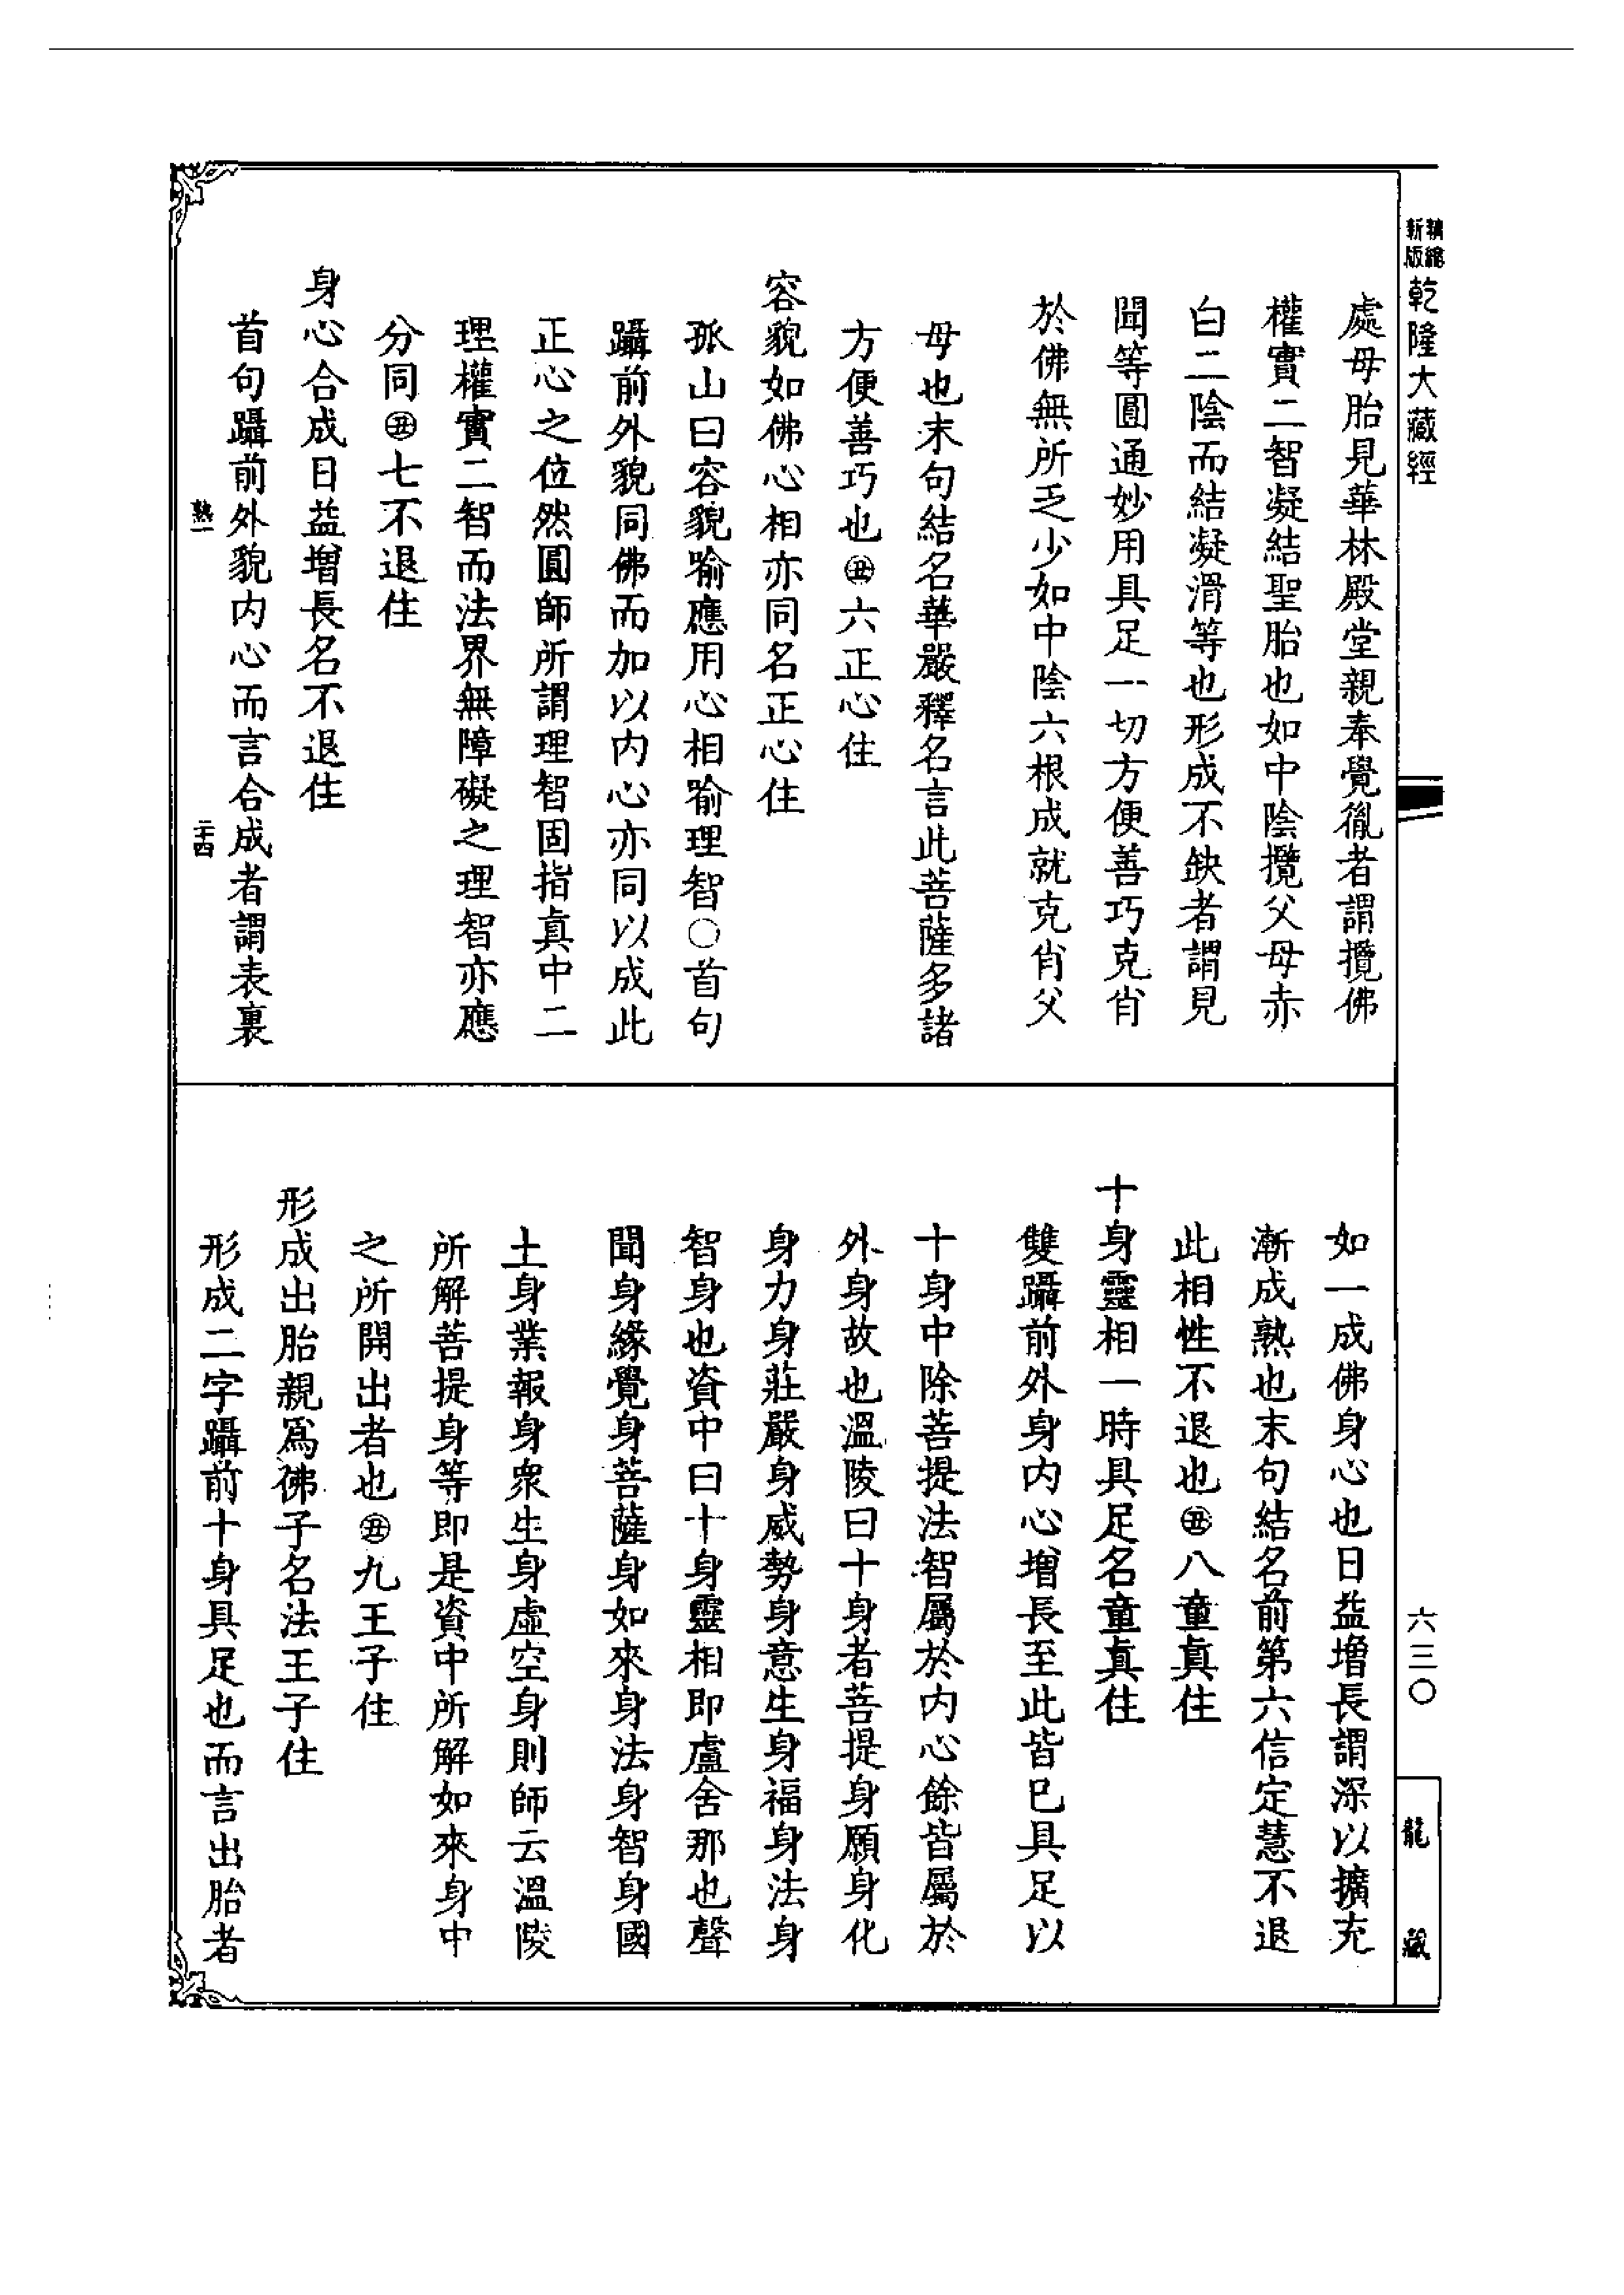 精縮新版乾隆大藏經
處母胎見華林殿堂親奉覺胤者謂攬佛
權實二智凝結聖胎也如中陰攬父母赤
白二陰而結凝滑等也形成不缺者謂見
聞等圓通妙用具足一切方便善巧克肖
於佛無所乏少如中陰六根成就克肖父
母也末句結名華嚴釋名言此菩薩多諸
方便善巧也㊄六正心住
容貌如佛心相亦同名正心住
孤山曰容貌喻應用心相喻理智〇首句
躡前外貌同佛而加以内心亦同以成此
正心之位然圓師所謂理智固指真中二
理權實二智而法界無障礙之理智亦應
分同㊄七不退住
身心合成日益增長名不退住
首句躡前外貌内心而言合成者謂表裏
熟一
二十四
如一成佛身心也日益增長謂深以擴充
漸成熟也末句結名前第六信定慧不退
此相性不退也㊄八童真住
十身靈相一時具足名童真住
雙躡前外身内心增長至此皆已具足以
十身中除菩提法智屬於内心餘皆屬於
外身故也溫陵曰十身者菩提身願身化
身力身莊嚴身威勢身意生身福身法身
智身也資中曰十身靈相即盧舍那也聲
聞身緣覺身菩薩身如來身法身智身國
土身業報身衆生身虛空身則師云溫陵
所解菩提身等即是資中所解如來身中
之所開出者也㊄九王子住
形成出胎親爲佛子名法王子住
形成二字躡前十身具足也而言出胎者
六三〇
龍藏